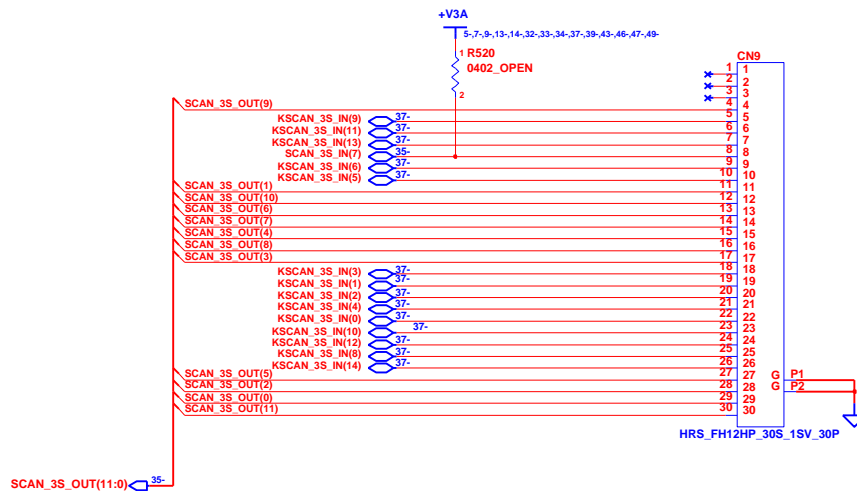 +V3A
5-,7-,9-,13-,14-,32-,33-,34-,37-,39-,43-,46-,47-,49-
1 R520
0402_OPEN
2
CN9
1 1
2 2
3 3
SCAN_3S_OUT(9) 4 4
KSCAN_3S_IN(9) 37- 5 5
KSCAN_3S_IN(11) 37- 6 6
KSCAN_3S_IN(13) 37- 7 7
SCAN_3S_IN(7) 35- 8 8
KSCAN_3S_IN(6) 37- 9 9
KSCAN_3S_IN(5) 37- 10 10
SCAN_3S_OUT(1) 11 11
SCAN_3S_OUT(10) 12 12
SCAN_3S_OUT(6) 13 13
SCAN_3S_OUT(7) 14 14
SCAN_3S_OUT(4) 15 15
SCAN_3S_OUT(8) 16 16
SCAN_3S_OUT(3) 17 17
KSCAN_3S_IN(3) 37- 18 18
KSCAN_3S_IN(1) 37- 19 19
KSCAN_3S_IN(2) 37- 20 20
KSCAN_3S_IN(4) 37- 21 21
KSCAN_3S_IN(0) 37- 22 22
KSCAN_3S_IN(10) 37- 23 23
KSCAN_3S_IN(12) 37- 24 24
KSCAN_3S_IN(8) 37- 25 25
KSCAN_3S_IN(14) 37- 26 26
SCAN_3S_OUT(5) 27 27 G P1
SCAN_3S_OUT(2) 28 28 G P2
SCAN_3S_OUT(0) 29 29
SCAN_3S_OUT(11) 30 30
HRS_FH12HP_30S_1SV_30P
SCAN_3S_OUT(11:0) 35-